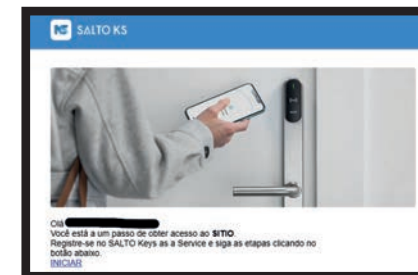 SALTO KS
Olá
Você está a um passo de obter acesso ao SITIO.
Registre-se no SALTO Keys as a Service e siga as etapas clicando no
botão abaixo.
INICIAR